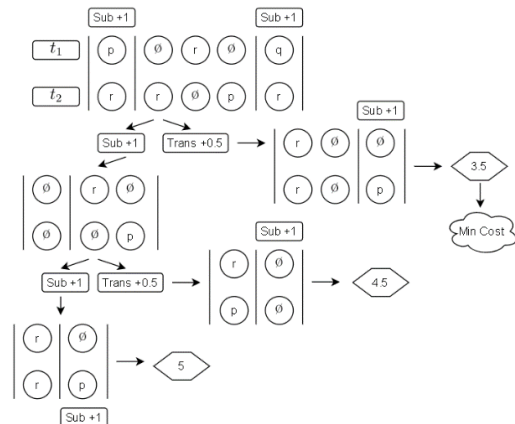 Sub +1 Sub +1
t₁ p ∅ r ∅ q
t₂ r r ∅ p r
Sub +1
Sub +1 Trans +0.5
r ∅ ∅
3.5
r ∅ p
∅ r ∅
Min Cost
∅ ∅ p
Sub +1
Sub +1 Trans +0.5
r ∅
4.5
p ∅
r ∅
5
r p
Sub +1